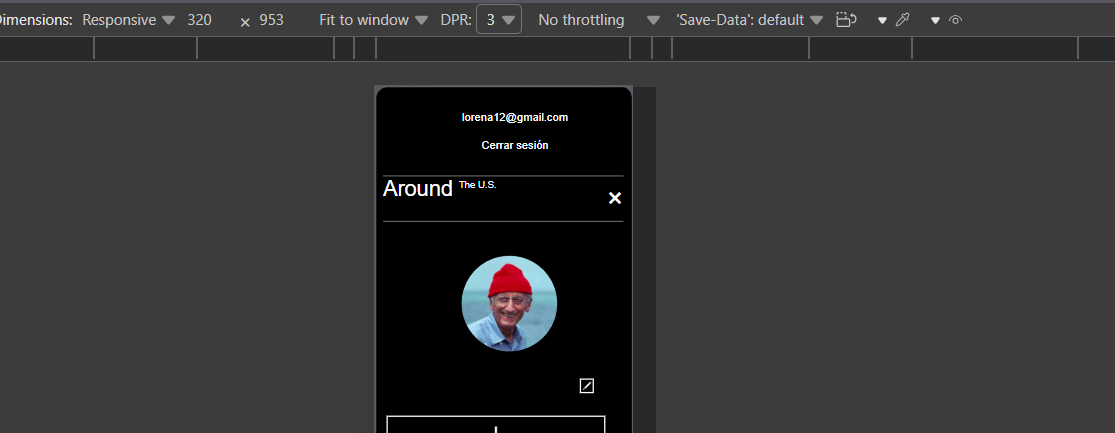 Dimensions: Responsive 320 × 953 Fit to window DPR: 3 No throttling 'Save-Data': default
lorena12@gmail.com
Cerrar sesión
Around The U.S.